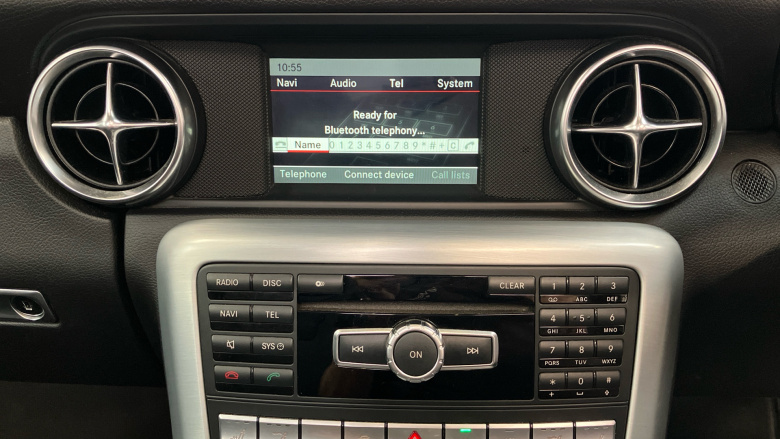 10:55
Navi Audio Tel System
Ready for
Bluetooth telephony...
Name 0 1 2 3 4 5 6 7 8 9 * # + C
Telephone Connect device Call lists
RADIO DISC CLEAR 1 2 3
ABC DEF
NAVI TEL 4 5 6
GHI JKL MNO
ON
SYS 7 8 9
PQRS TUV WXYZ
* 0 #
+